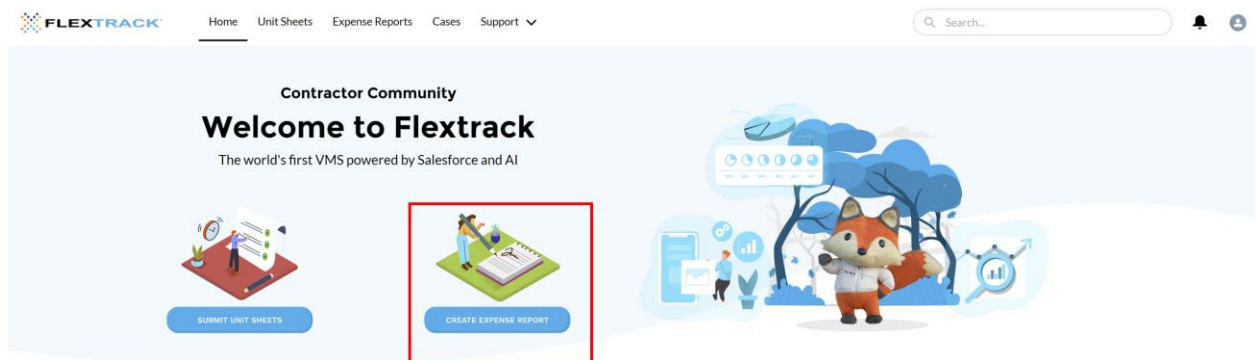 FLEXTRACK
Home Unit Sheets Expense Reports Cases Support
Search...
Contractor Community
Welcome to Flextrack
The world's first VMS powered by Salesforce and AI
SUBMIT UNIT SHEETS
CREATE EXPENSE REPORT